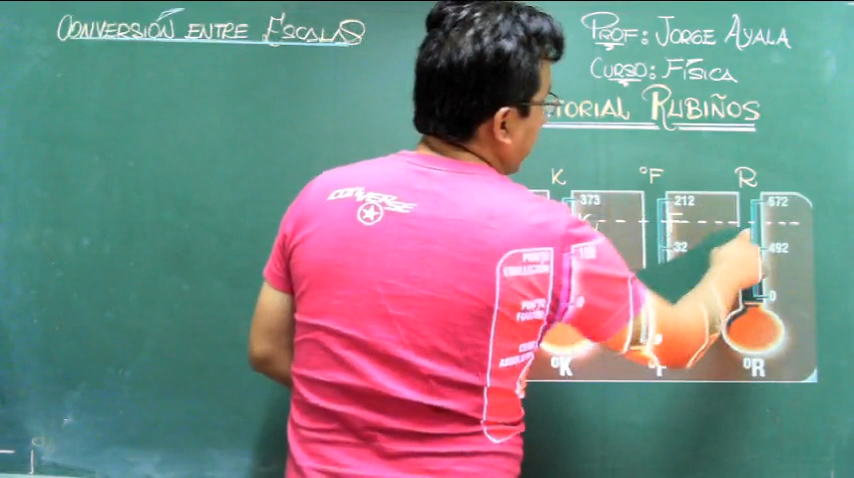 CONVERSIÓN ENTRE ESCALAS
PROF: JORGE AYALA
CURSO: FÍSICA
TORIAL RUBIÑOS
K °F R
373 212 672
K F
32 492
0
°K °F °R
CONVERSE